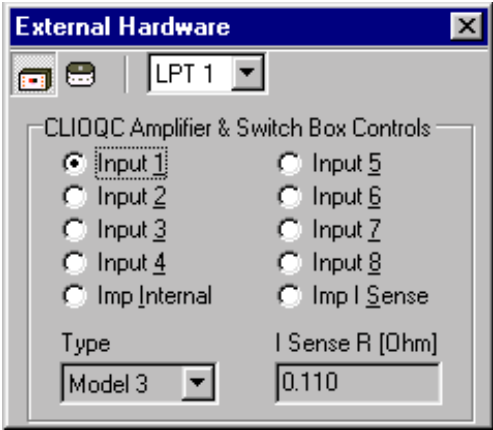 External Hardware
LPT 1
CLIOQC Amplifier & Switch Box Controls
Input 1 Input 5
Input 2 Input 6
Input 3 Input 7
Input 4 Input 8
Imp Internal Imp I Sense
Type I Sense R [Ohm]
Model 3 0.110